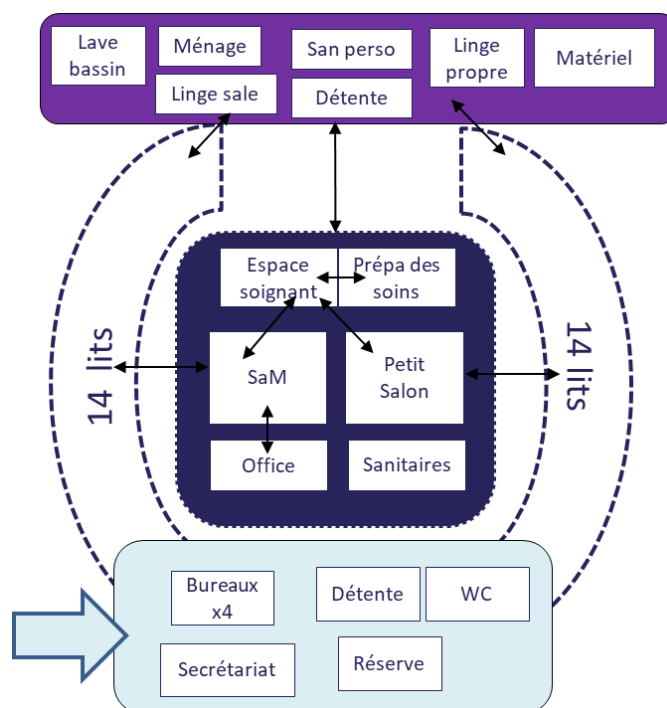 Lave
bassin
Ménage
San perso
Linge
propre
Matériel
Linge sale
Détente
Espace
soignant
Prépa des
soins
14 lits
SaM
Petit
Salon
14 lits
Office
Sanitaires
Bureaux
x4
Détente
WC
Secrétariat
Réserve